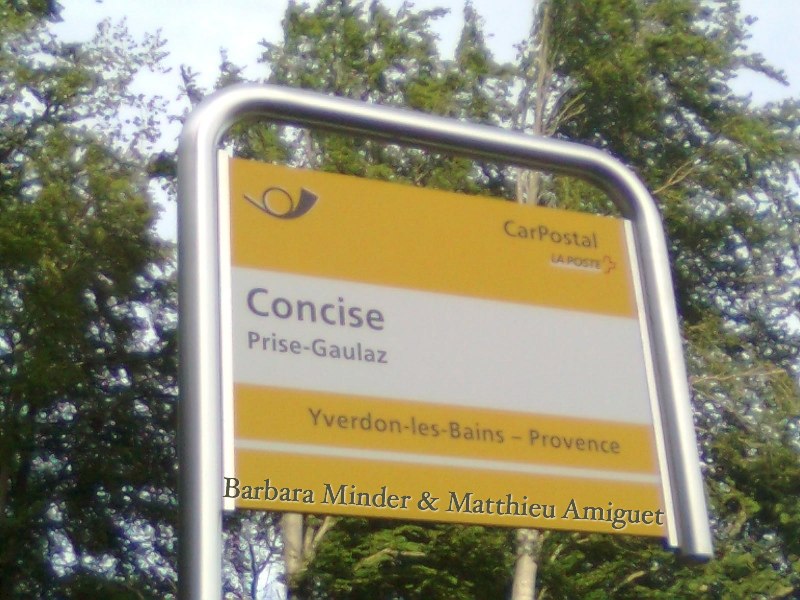 CarPostal
LA POSTE
Concise
Prise-Gaulaz
Yverdon-les-Bains – Provence
Barbara Minder & Matthieu Amiguet